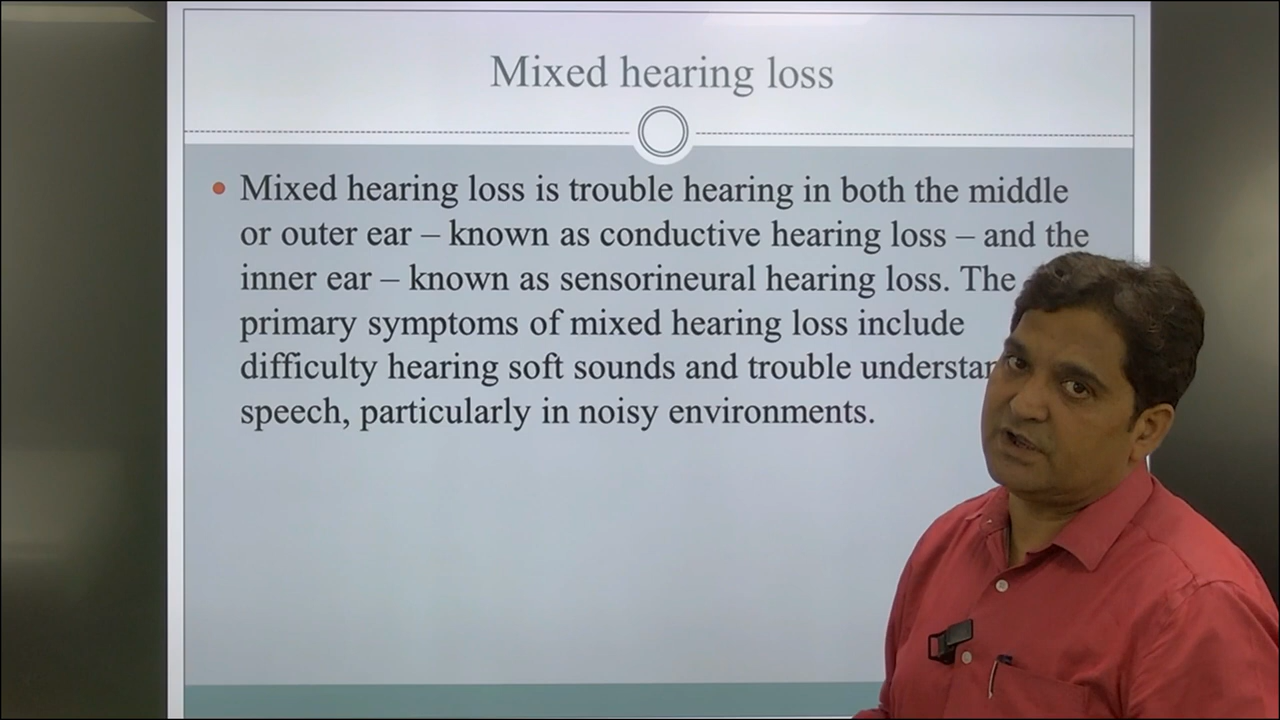 Mixed hearing loss
Mixed hearing loss is trouble hearing in both the middle
or outer ear – known as conductive hearing loss – and the
inner ear – known as sensorineural hearing loss. The
primary symptoms of mixed hearing loss include
difficulty hearing soft sounds and trouble
speech, particularly in noisy environments.